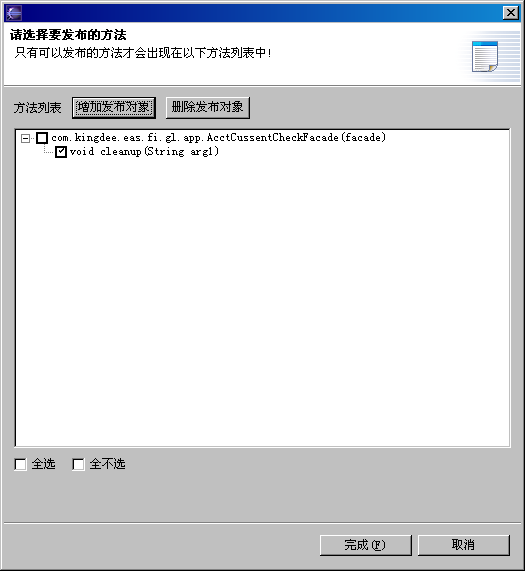 请选择要发布的方法
只有可以发布的方法才会出现在以下方法列表中!
方法列表 增加发布对象 删除发布对象
com.kingdee.eas.fi.gl.app.AcctCussentCheckFacade(facade)
void cleanup(String arg1)
全选 全不选
完成(F) 取消